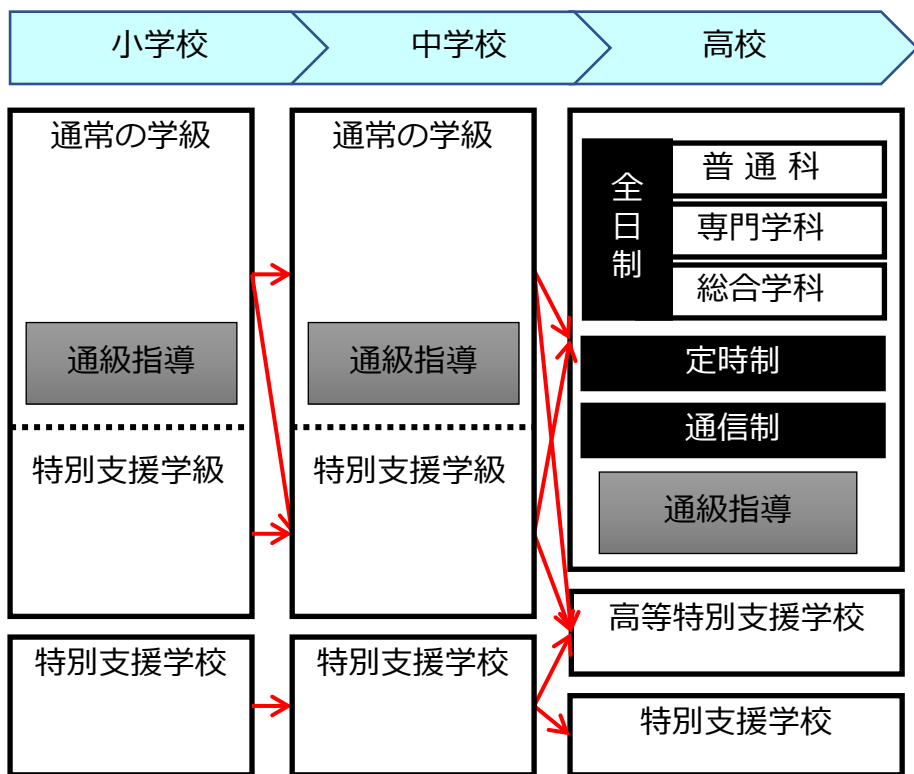 小学校
中学校
高校
通常の学級
通級指導
特別支援学級
特別支援学校
通常の学級
通級指導
特別支援学級
特別支援学校
全日制
普通科
専門学科
総合学科
定時制
通信制
通級指導
高等特別支援学校
特別支援学校